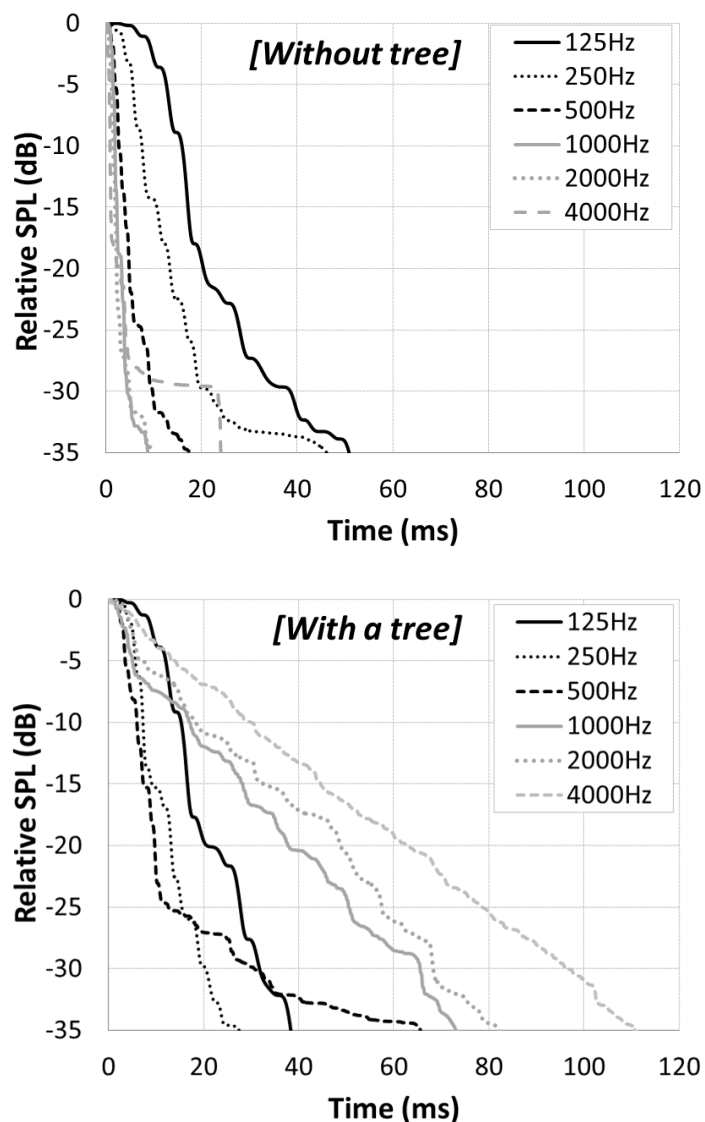 [Without tree]
125Hz
250Hz
500Hz
1000Hz
2000Hz
4000Hz
Relative SPL (dB)
0
-5
-10
-15
-20
-25
-30
-35
0 20 40 60 80 100 120
Time (ms)
[With a tree]
125Hz
250Hz
500Hz
1000Hz
2000Hz
4000Hz
Relative SPL (dB)
0
-5
-10
-15
-20
-25
-30
-35
0 20 40 60 80 100 120
Time (ms)